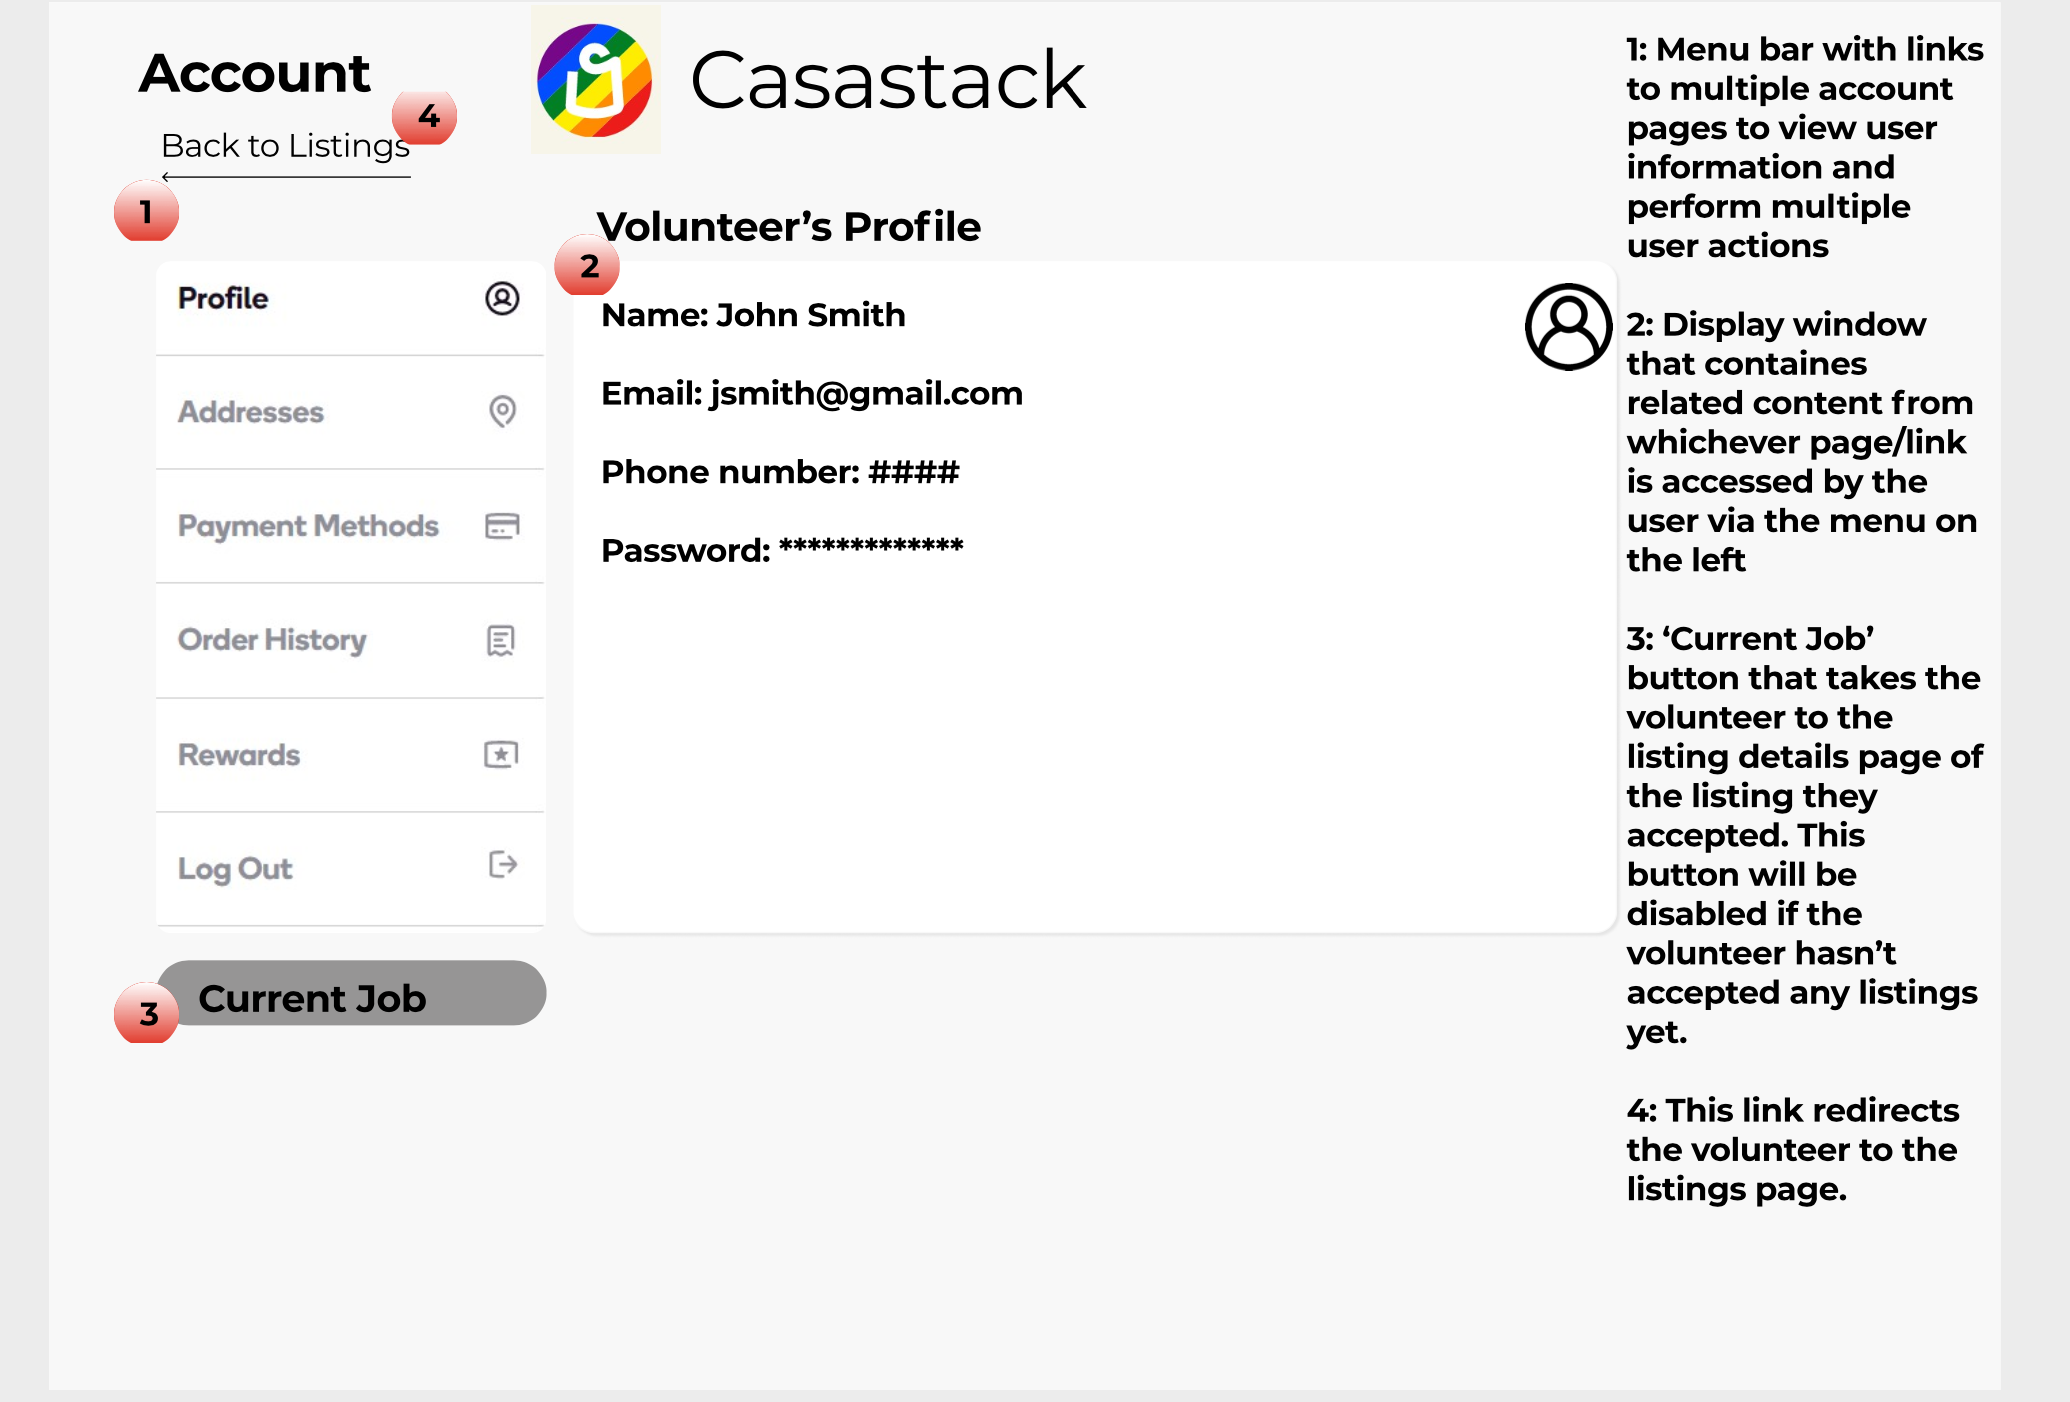 Account
4
Back to Listings
Casastack
1
Volunteer’s Profile
2
Profile
Addresses
Payment Methods
Order History
Rewards
Log Out
3
Current Job
Name: John Smith
Email: jsmith@gmail.com
Phone number: ####
Password: *************
1: Menu bar with links
to multiple account
pages to view user
information and
perform multiple
user actions
2: Display window
that containes
related content from
whichever page/link
is accessed by the
user via the menu on
the left
3: ‘Current Job’
button that takes the
volunteer to the
listing details page of
the listing they
accepted. This
button will be
disabled if the
volunteer hasn’t
accepted any listings
yet.
4: This link redirects
the volunteer to the
listings page.